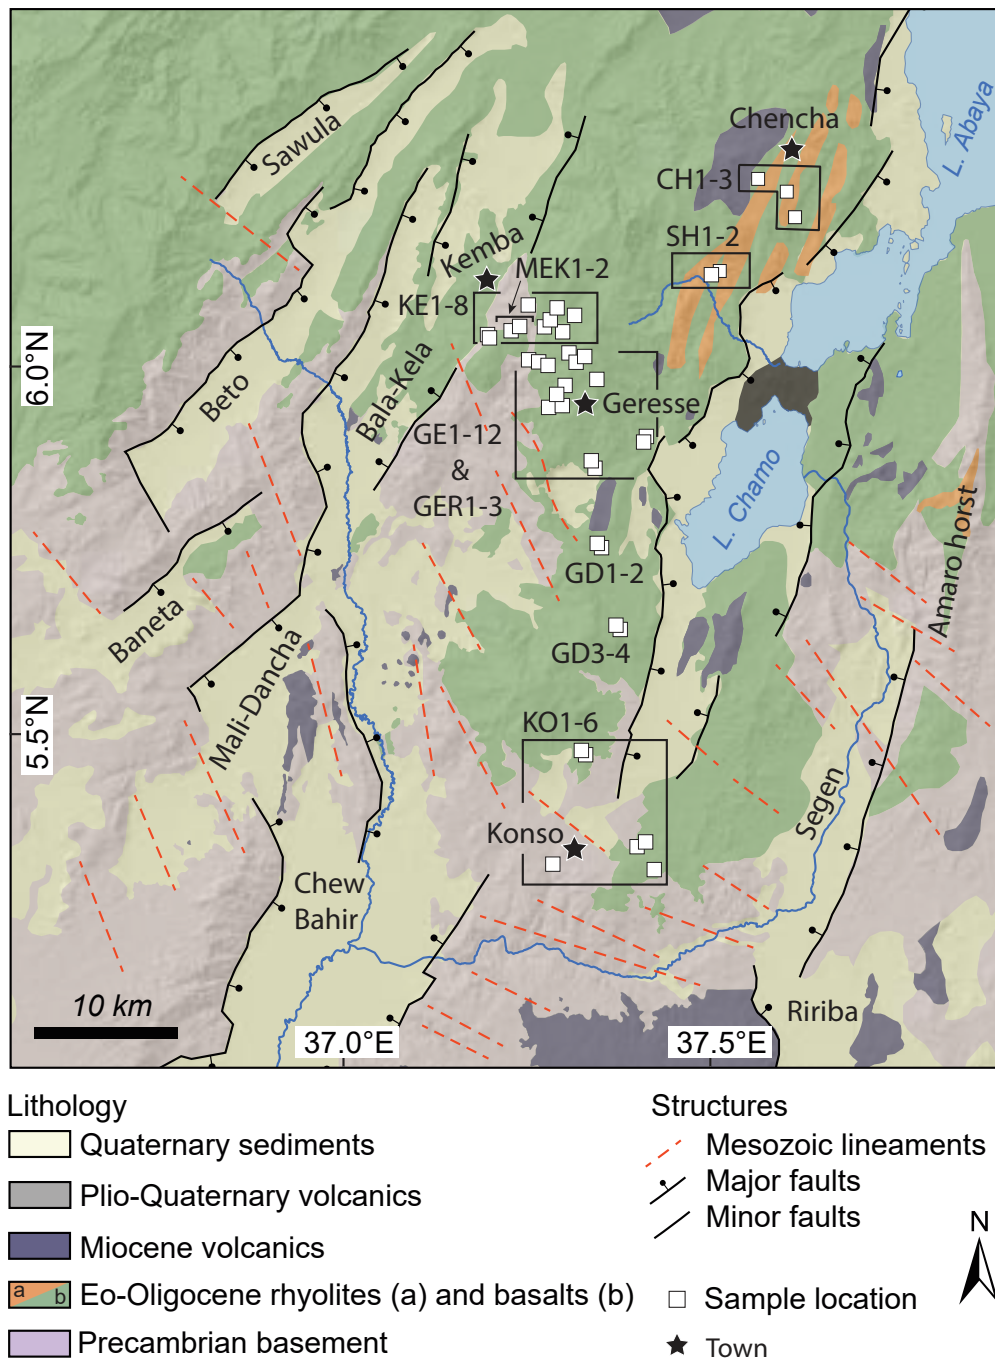 Sawula
Chencha
L. Abaya
CH1-3
SH1-2
Kemba
MEK1-2
KE1-8
6.0°N
Beto
Bala-Kela
Geresse
GE1-12
&
GER1-3
L. Chamo
Amaro horst
GD1-2
Baneta
GD3-4
Mali-Dancha
5.5°N
KO1-6
Segen
Konso
Chew
Bahir
10 km
Ririba
37.0°E
37.5°E
Lithology
Quaternary sediments
Plio-Quaternary volcanics
Miocene volcanics
a
b
Eo-Oligocene rhyolites (a) and basalts (b)
Precambrian basement
Structures
Mesozoic lineaments
Major faults
Minor faults
N
Sample location
Town